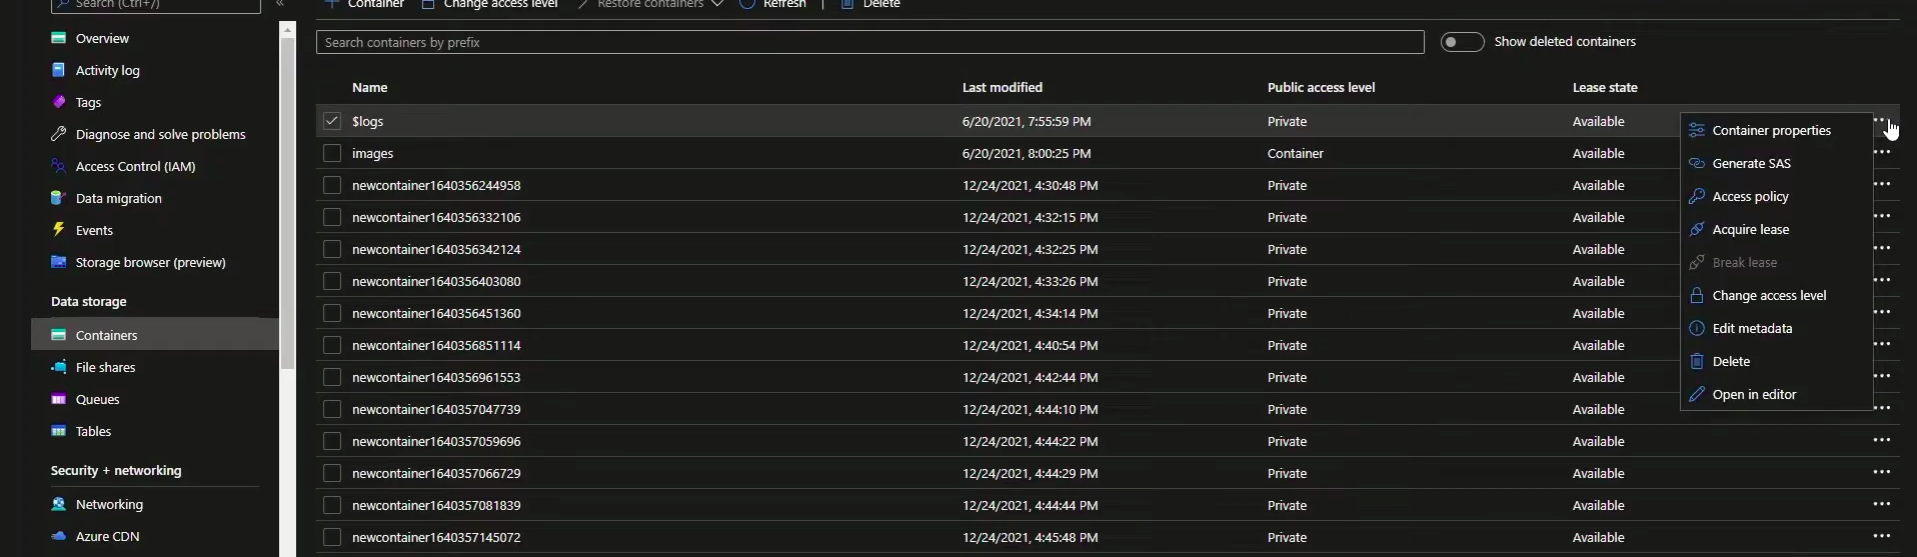 Search (Ctrl+/)
«
Container
Change access level
Restore containers
Refresh
Delete
Overview
Activity log
Tags
Diagnose and solve problems
Access Control (IAM)
Data migration
Events
Storage browser (preview)
Data storage
Containers
File shares
Queues
Tables
Security + networking
Networking
Azure CDN
Search containers by prefix
Show deleted containers
Name Last modified Public access level Lease state
$logs 6/20/2021, 7:55:59 PM Private Available
images 6/20/2021, 8:00:25 PM Container Available
newcontainer1640356244958 12/24/2021, 4:30:48 PM Private Available
newcontainer1640356332106 12/24/2021, 4:32:15 PM Private Available
newcontainer1640356342124 12/24/2021, 4:32:25 PM Private Available
newcontainer1640356403080 12/24/2021, 4:33:26 PM Private Available
newcontainer1640356451360 12/24/2021, 4:34:14 PM Private Available
newcontainer1640356851114 12/24/2021, 4:40:54 PM Private Available
newcontainer1640356961553 12/24/2021, 4:42:44 PM Private Available
newcontainer1640357047739 12/24/2021, 4:44:10 PM Private Available
newcontainer1640357059696 12/24/2021, 4:44:22 PM Private Available
newcontainer1640357066729 12/24/2021, 4:44:29 PM Private Available
newcontainer1640357081839 12/24/2021, 4:44:44 PM Private Available
newcontainer1640357145072 12/24/2021, 4:45:48 PM Private Available
Container properties
Generate SAS
Access policy
Acquire lease
Break lease
Change access level
Edit metadata
Delete
Open in editor